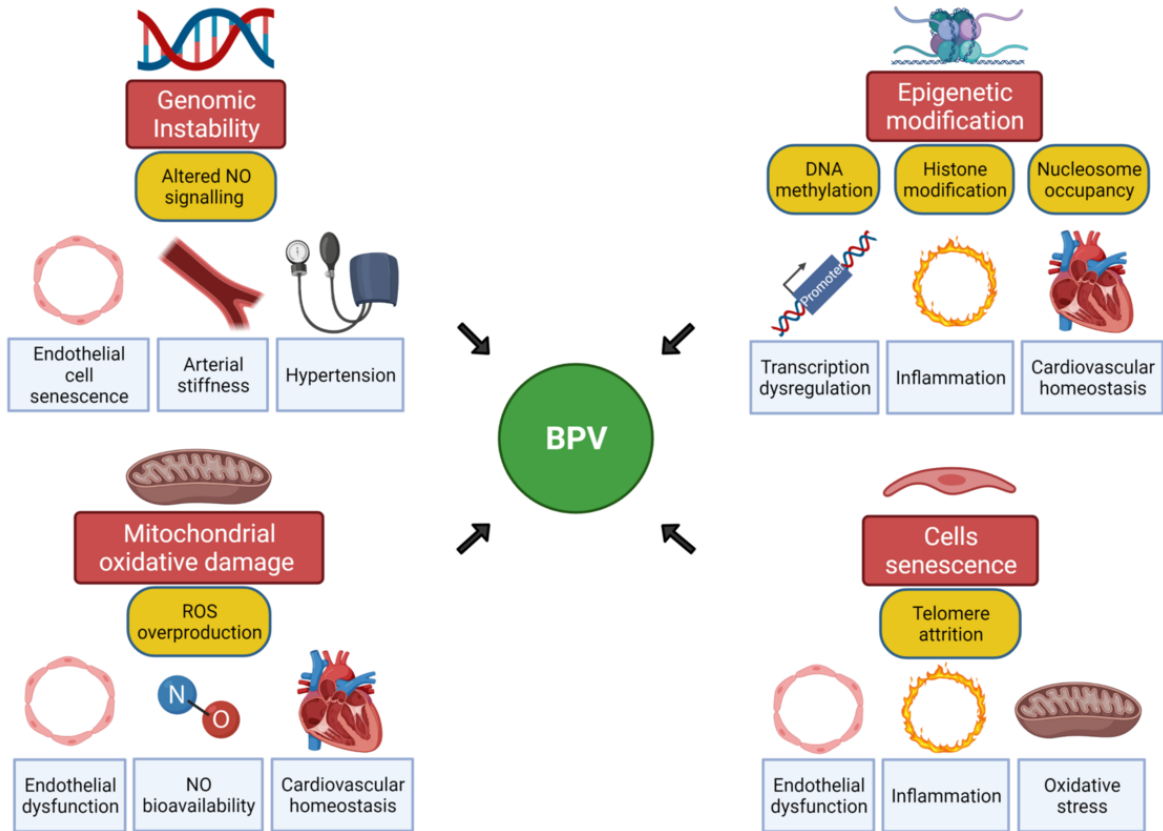 Genomic
Instability
Altered NO
signalling
Endothelial
cell
senescence
Arterial
stiffness
Hypertension
Epigenetic
modification
DNA
methylation
Histone
modification
Nucleosome
occupancy
Promoter
Transcription
dysregulation
Inflammation
Cardiovascular
homeostasis
BPV
Mitochondrial
oxidative damage
ROS
overproduction
N
O
Endothelial
dysfunction
NO
bioavailability
Cardiovascular
homeostasis
Cells
senescence
Telomere
attrition
Endothelial
dysfunction
Inflammation
Oxidative
stress